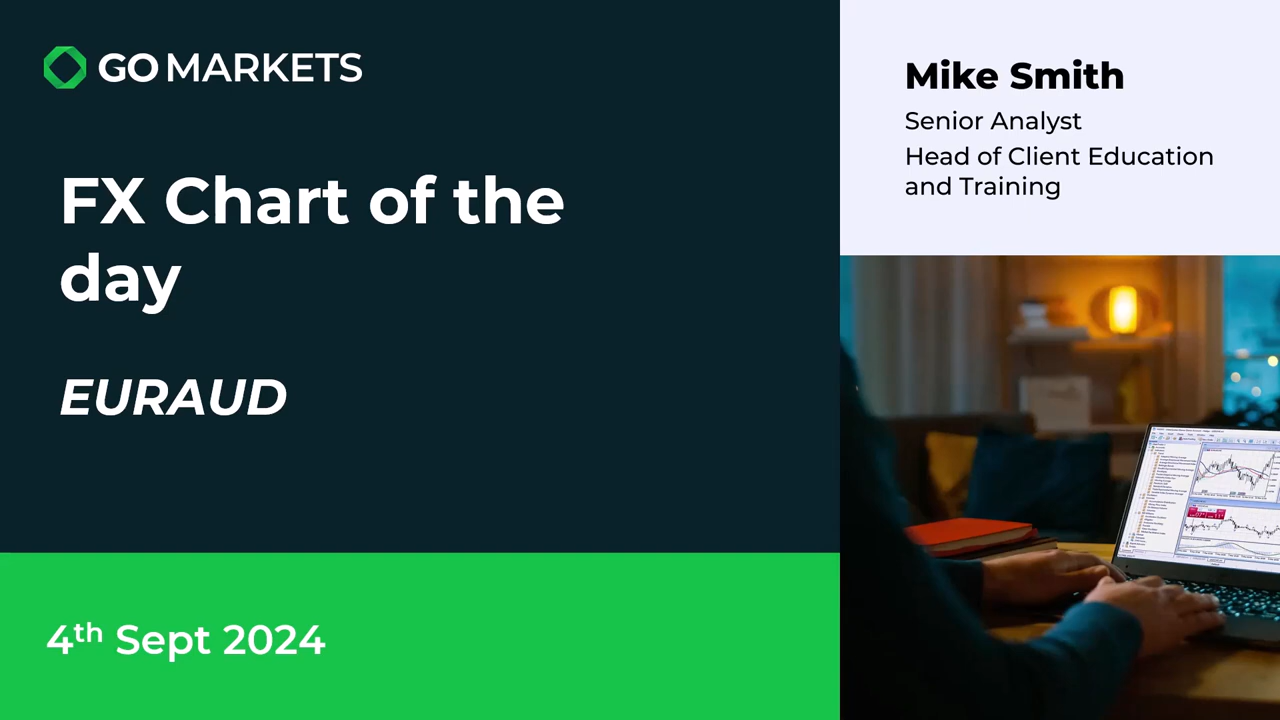 GO MARKETS
FX Chart of the
day
EURAUD
4th Sept 2024
Mike Smith
Senior Analyst
Head of Client Education
and Training